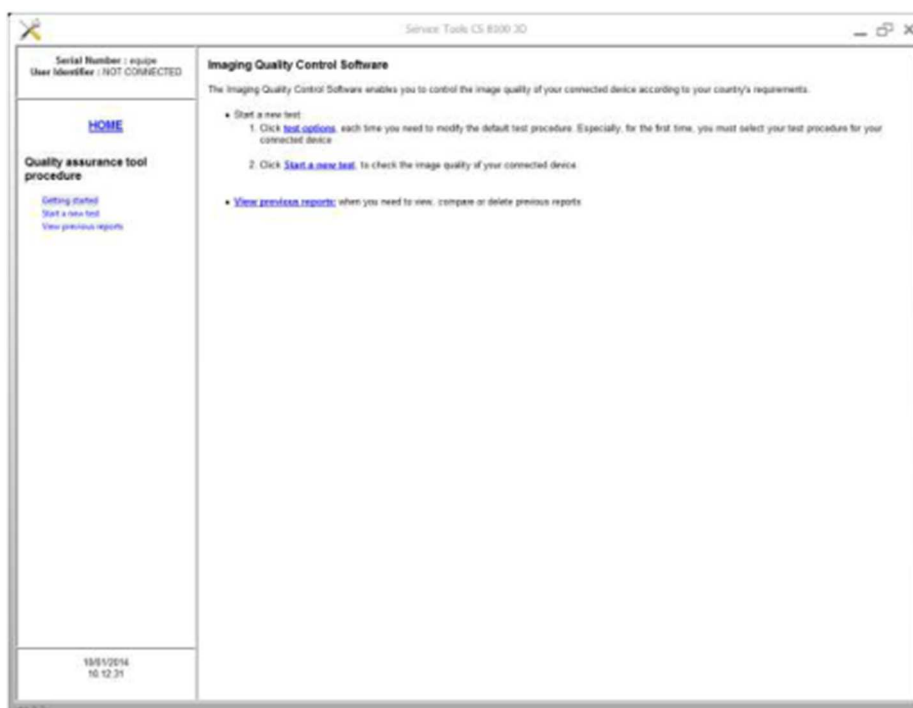 Service Tools CS 8100 3D
Serial Number : equipe
User Identifier : NOT CONNECTED
HOME
Quality assurance tool
procedure
Getting started
Start a new test
View previous reports
10/01/2014
10:12:31
Imaging Quality Control Software
The Imaging Quality Control Software enables you to control the image quality of your connected device according to your country's requirements.
• Start a new test
1. Click test options, each time you need to modify the default test procedure. Especially, for the first time, you must select your test procedure for your
connected device
2. Click Start a new test, to check the image quality of your connected device.
• View previous reports: when you need to view, compare or delete previous reports